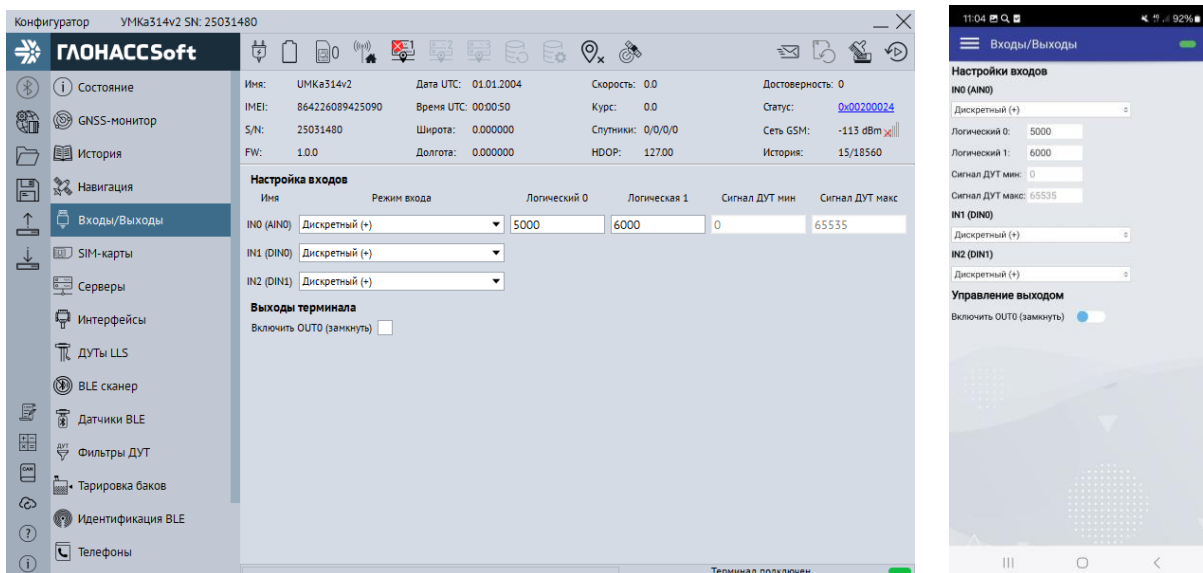 Конфигуратор УМКа314v2 SN: 25031480
ГЛОНАССSoft
0
Состояние
GNSS-монитор
История
Навигация
Входы/Выходы
SIM-карты
Серверы
Интерфейсы
ДУТы LLS
BLE сканер
Датчики BLE
Фильтры ДУТ
Тарировка баков
Идентификация BLE
Телефоны
Имя: UMKa314v2 Дата UTC: 01.01.2004 Скорость: 0.0 Достоверность: 0
IMEI: 864226089425090 Время UTC: 00:00:50 Курс: 0.0 Статус: 0x00200024
S/N: 25031480 Широта: 0.000000 Спутники: 0/0/0/0 Сеть GSM: -113 dBm
FW: 1.0.0 Долгота: 0.000000 HDOP: 127.00 История: 15/18560
Настройка входов
Имя Режим входа Логический 0 Логическая 1 Сигнал ДУТ мин Сигнал ДУТ макс
IN0 (AIN0) Дискретный (+) 5000 6000 0 65535
IN1 (DIN0) Дискретный (+)
IN2 (DIN1) Дискретный (+)
Выходы терминала
Включить OUT0 (замкнуть)
Терминал подключен
11:04 92%
Входы/Выходы
Настройки входов
IN0 (AIN0)
Дискретный (+)
Логический 0: 5000
Логический 1: 6000
Сигнал ДУТ мин: 0
Сигнал ДУТ макс: 65535
IN1 (DIN0)
Дискретный (+)
IN2 (DIN1)
Дискретный (+)
Управление выходом
Включить OUT0 (замкнуть)